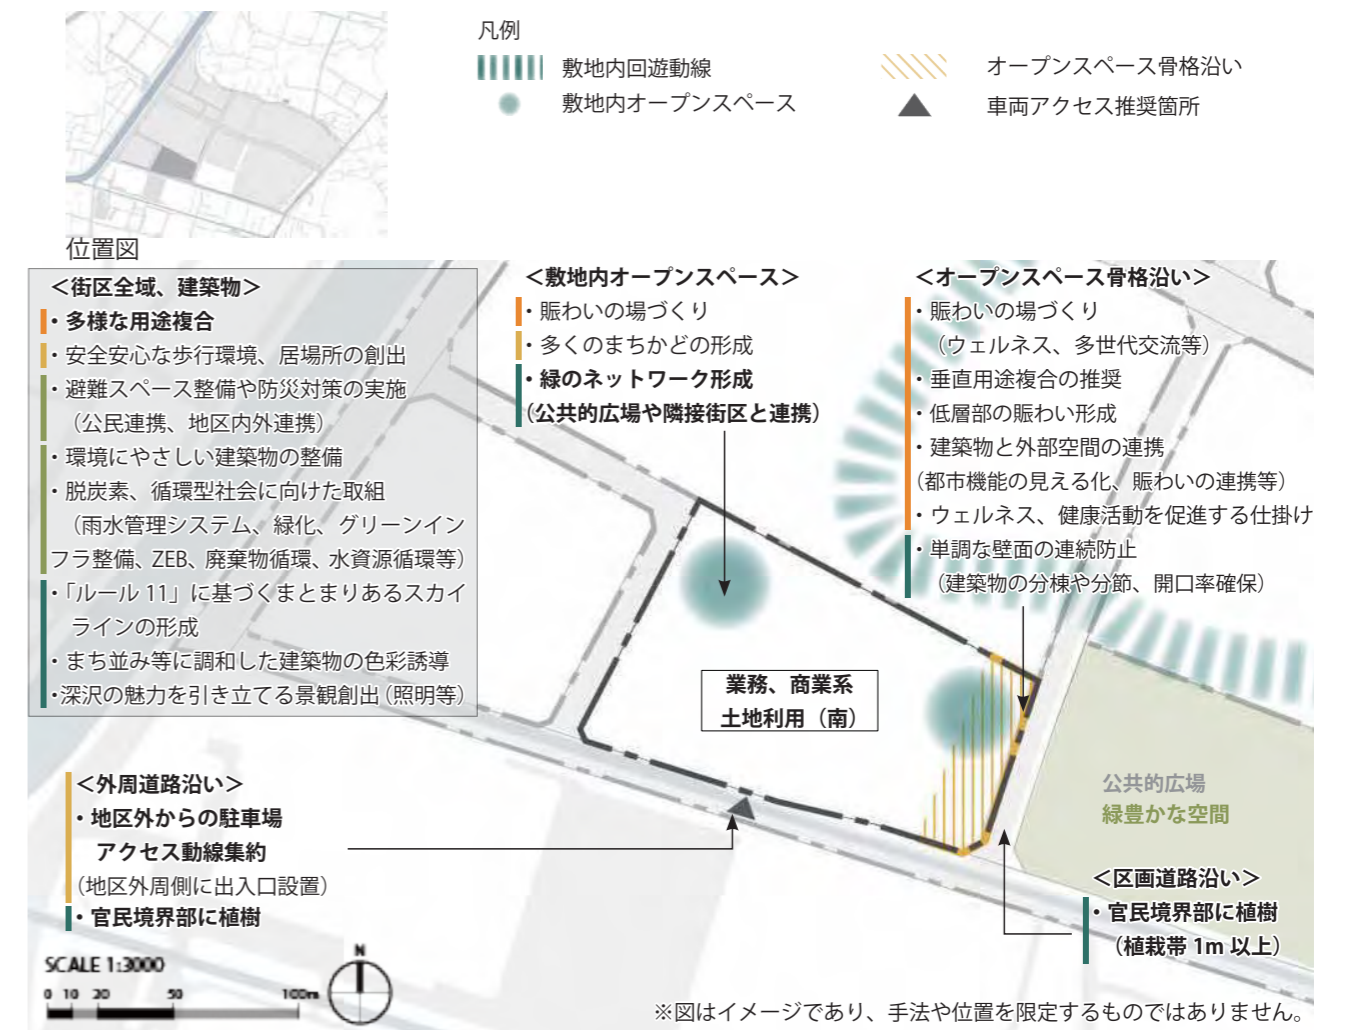 凡例
敷地内回遊動線
敷地内オープンスペース
オープンスペース骨格沿い
車両アクセス推奨箇所
位置図
＜街区全域、建築物＞
・多様な用途複合
・安全安心な歩行環境、居場所の創出
・避難スペース整備や防災対策の実施
（公民連携、地区内外連携）
・環境にやさしい建築物の整備
・脱炭素、循環型社会に向けた取組
（雨水管理システム、緑化、グリーンイン
フラ整備、ZEB、廃棄物循環、水資源循環等）
・「ルール 11」に基づくまとまりあるスカイ
ラインの形成
・まち並み等に調和した建築物の色彩誘導
・深沢の魅力を引き立てる景観創出（照明等）
＜敷地内オープンスペース＞
・賑わいの場づくり
・多くのまちかどの形成
・緑のネットワーク形成
（公共的広場や隣接街区と連携）
＜オープンスペース骨格沿い＞
・賑わいの場づくり
（ウェルネス、多世代交流等）
・垂直用途複合の推奨
・低層部の賑わい形成
・建築物と外部空間の連携
（都市機能の見える化、賑わいの連携等）
・ウェルネス、健康活動を促進する仕掛け
・単調な壁面の連続防止
（建築物の分棟や分節、開口率確保）
業務、商業系
土地利用（南）
公共的広場
緑豊かな空間
＜外周道路沿い＞
・地区外からの駐車場
アクセス動線集約
（地区外周側に出入口設置）
・官民境界部に植樹
＜区画道路沿い＞
・官民境界部に植樹
（植栽帯 1m 以上）
SCALE 1:3000
0 10 20 50 100m
N
※図はイメージであり、手法や位置を限定するものではありません。